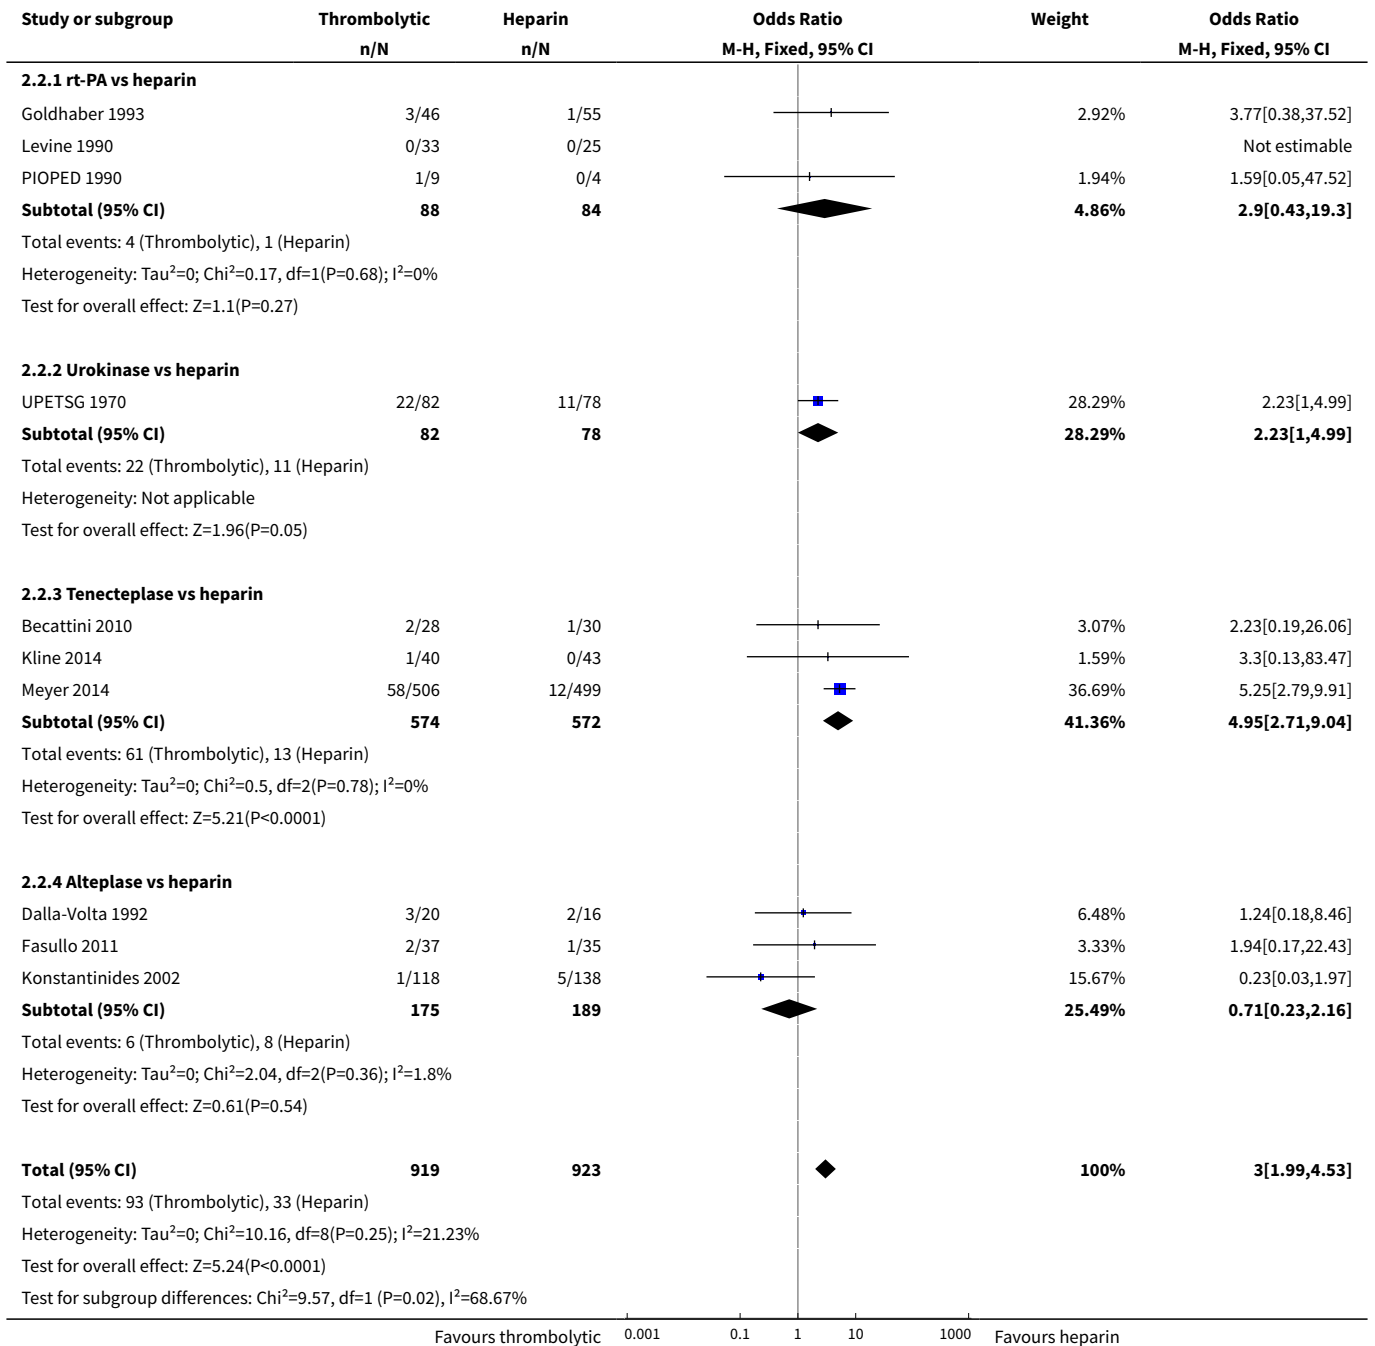 Study or subgroup Thrombolytic Heparin Odds Ratio Weight Odds Ratio
n/N n/N M-H, Fixed, 95% CI M-H, Fixed, 95% CI
2.2.1 rt-PA vs heparin
Goldhaber 1993 3/46 1/55 2.92% 3.77[0.38,37.52]
Levine 1990 0/33 0/25 Not estimable
PIOPED 1990 1/9 0/4 1.94% 1.59[0.05,47.52]
Subtotal (95% CI) 88 84 4.86% 2.9[0.43,19.3]
Total events: 4 (Thrombolytic), 1 (Heparin)
Heterogeneity: Tau²=0; Chi²=0.17, df=1(P=0.68); I²=0%
Test for overall effect: Z=1.1(P=0.27)
2.2.2 Urokinase vs heparin
UPETSG 1970 22/82 11/78 28.29% 2.23[1,4.99]
Subtotal (95% CI) 82 78 28.29% 2.23[1,4.99]
Total events: 22 (Thrombolytic), 11 (Heparin)
Heterogeneity: Not applicable
Test for overall effect: Z=1.96(P=0.05)
2.2.3 Tenecteplase vs heparin
Becattini 2010 2/28 1/30 3.07% 2.23[0.19,26.06]
Kline 2014 1/40 0/43 1.59% 3.3[0.13,83.47]
Meyer 2014 58/506 12/499 36.69% 5.25[2.79,9.91]
Subtotal (95% CI) 574 572 41.36% 4.95[2.71,9.04]
Total events: 61 (Thrombolytic), 13 (Heparin)
Heterogeneity: Tau²=0; Chi²=0.5, df=2(P=0.78); I²=0%
Test for overall effect: Z=5.21(P<0.0001)
2.2.4 Alteplase vs heparin
Dalla-Volta 1992 3/20 2/16 6.48% 1.24[0.18,8.46]
Fasullo 2011 2/37 1/35 3.33% 1.94[0.17,22.43]
Konstantinides 2002 1/118 5/138 15.67% 0.23[0.03,1.97]
Subtotal (95% CI) 175 189 25.49% 0.71[0.23,2.16]
Total events: 6 (Thrombolytic), 8 (Heparin)
Heterogeneity: Tau²=0; Chi²=2.04, df=2(P=0.36); I²=1.8%
Test for overall effect: Z=0.61(P=0.54)
Total (95% CI) 919 923 100% 3[1.99,4.53]
Total events: 93 (Thrombolytic), 33 (Heparin)
Heterogeneity: Tau²=0; Chi²=10.16, df=8(P=0.25); I²=21.23%
Test for overall effect: Z=5.24(P<0.0001)
Test for subgroup differences: Chi²=9.57, df=1 (P=0.02), I²=68.67%
Favours thrombolytic 0.001 0.1 1 10 1000 Favours heparin